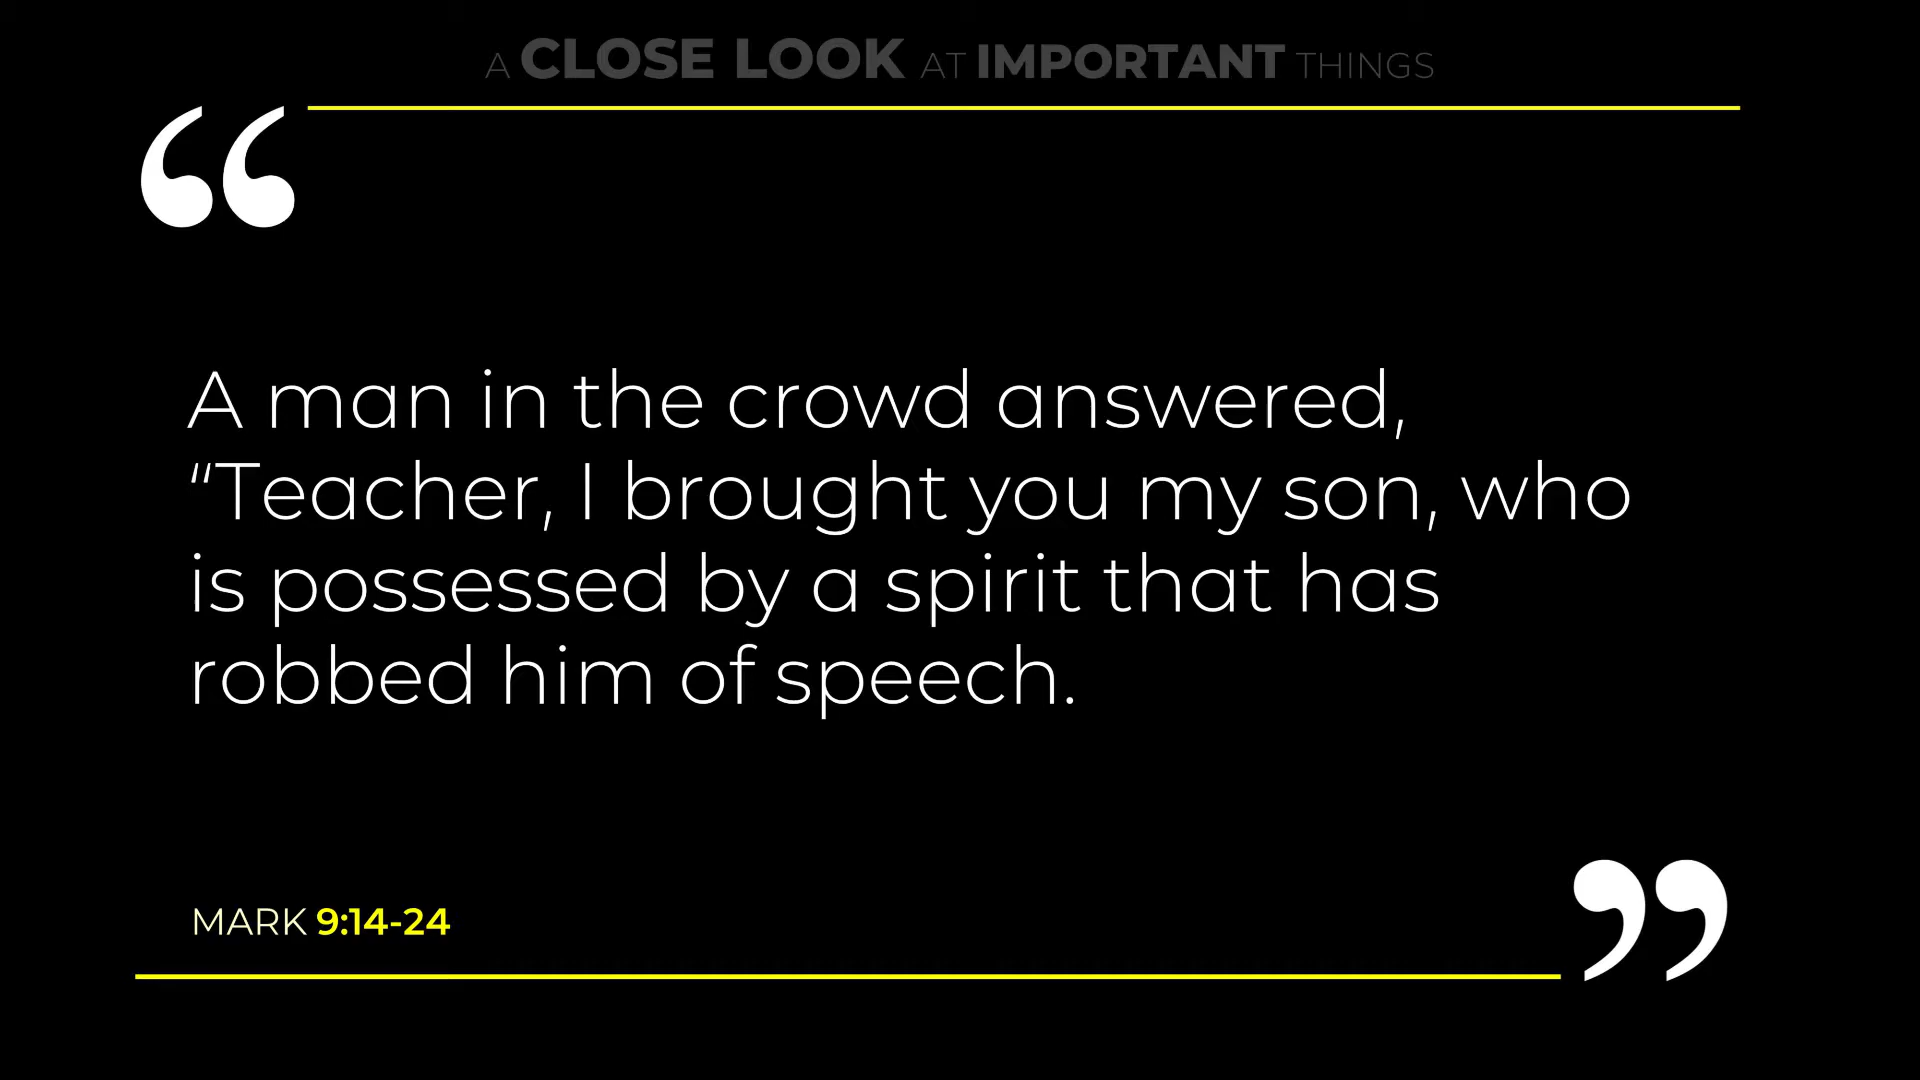 A CLOSE LOOK AT IMPORTANT THINGS
“
A man in the crowd answered,
“Teacher, I brought you my son, who
is possessed by a spirit that has
robbed him of speech.
MARK 9:14-24
”